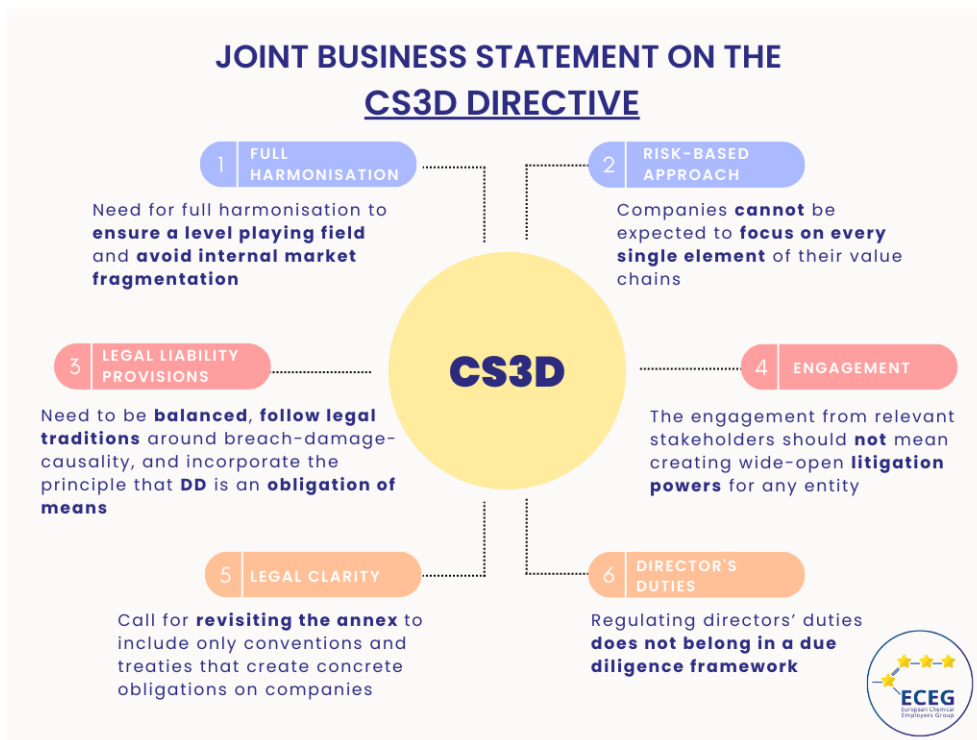 JOINT BUSINESS STATEMENT ON THE
CS3D DIRECTIVE
1
FULL
HARMONISATION
Need for full harmonisation to
ensure a level playing field
and avoid internal market
fragmentation
2
RISK-BASED
APPROACH
Companies cannot be
expected to focus on every
single element of their value
chains
3
LEGAL LIABILITY
PROVISIONS
Need to be balanced, follow legal
traditions around breach-damage-
causality, and incorporate the
principle that DD is an obligation of
means
CS3D
4
ENGAGEMENT
The engagement from relevant
stakeholders should not mean
creating wide-open litigation
powers for any entity
5
LEGAL CLARITY
Call for revisiting the annex to
include only conventions and
treaties that create concrete
obligations on companies
6
DIRECTOR'S
DUTIES
Regulating directors’ duties
does not belong in a due
diligence framework
ECEG
European Chemical
Employers Group